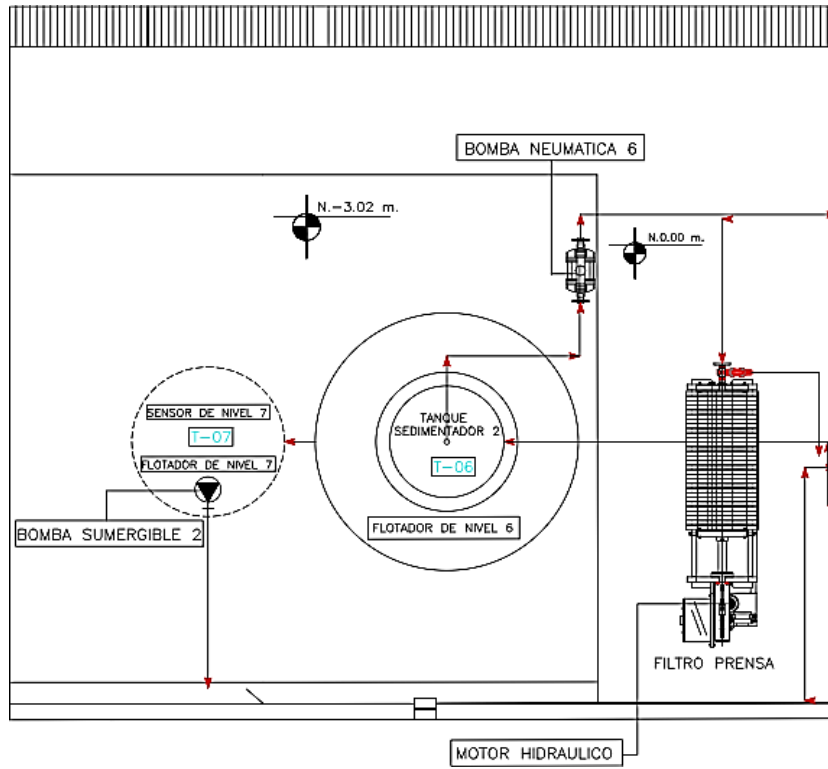 BOMBA NEUMATICA 6
N.-3.02 m.
N.0.00 m.
SENSOR DE NIVEL 7
T-07
FLOTADOR DE NIVEL 7
TANQUE
SEDIMENTADOR 2
T-06
FLOTADOR DE NIVEL 6
BOMBA SUMERGIBLE 2
FILTRO PRENSA
MOTOR HIDRAULICO